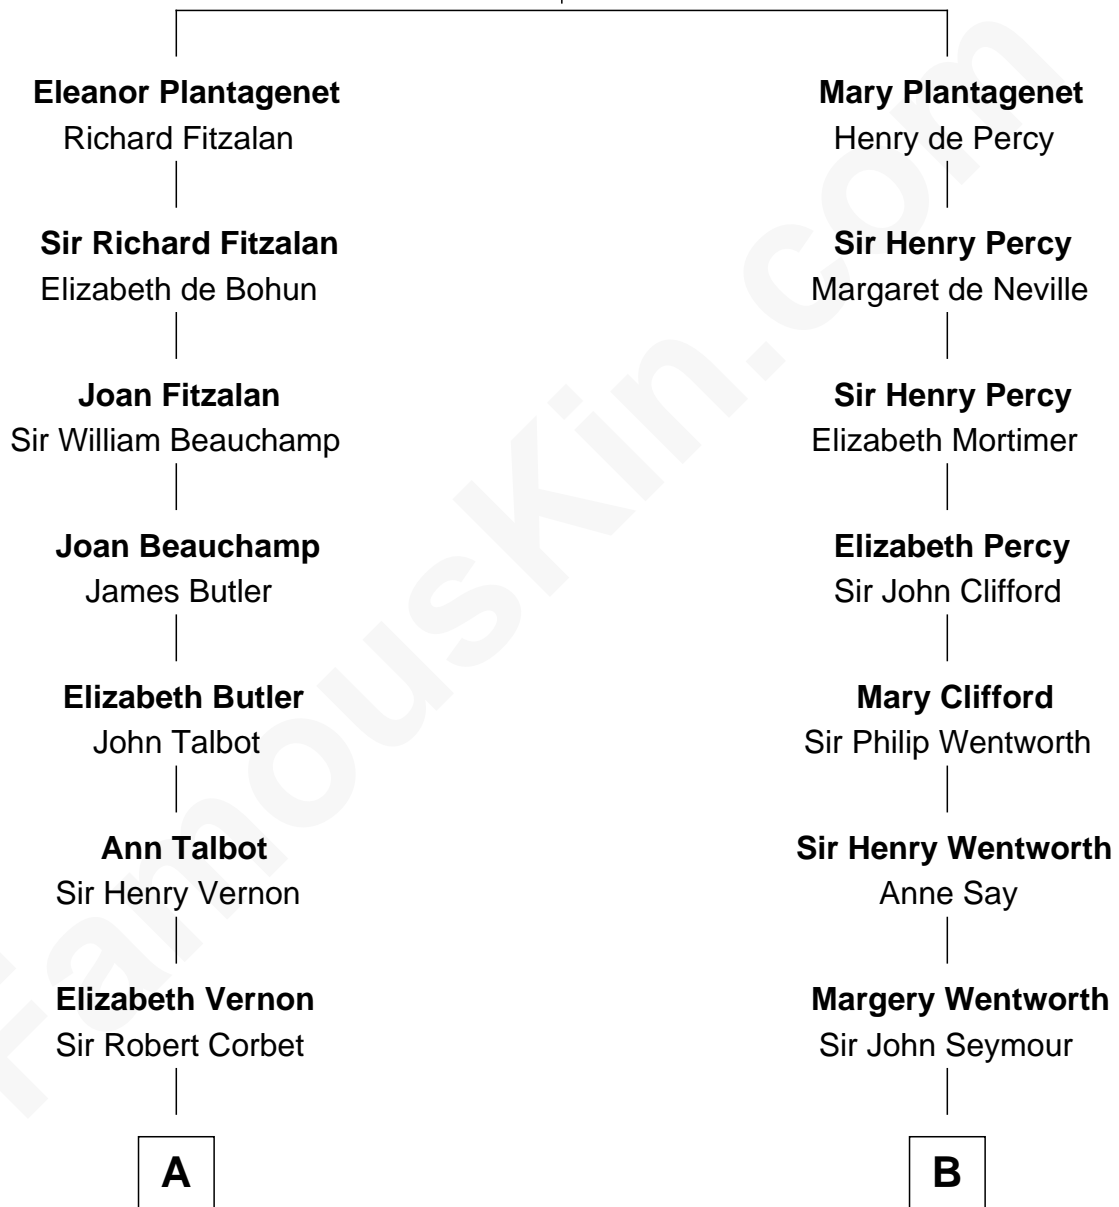 Eleanor Plantagenet
Richard Fitzalan
Sir Richard Fitzalan
Elizabeth de Bohun
Joan Fitzalan
Sir William Beauchamp
Joan Beauchamp
James Butler
Elizabeth Butler
John Talbot
Ann Talbot
Sir Henry Vernon
Elizabeth Vernon
Sir Robert Corbet
A
Mary Plantagenet
Henry de Percy
Sir Henry Percy
Margaret de Neville
Sir Henry Percy
Elizabeth Mortimer
Elizabeth Percy
Sir John Clifford
Mary Clifford
Sir Philip Wentworth
Sir Henry Wentworth
Anne Say
Margery Wentworth
Sir John Seymour
B
FamousKin.com